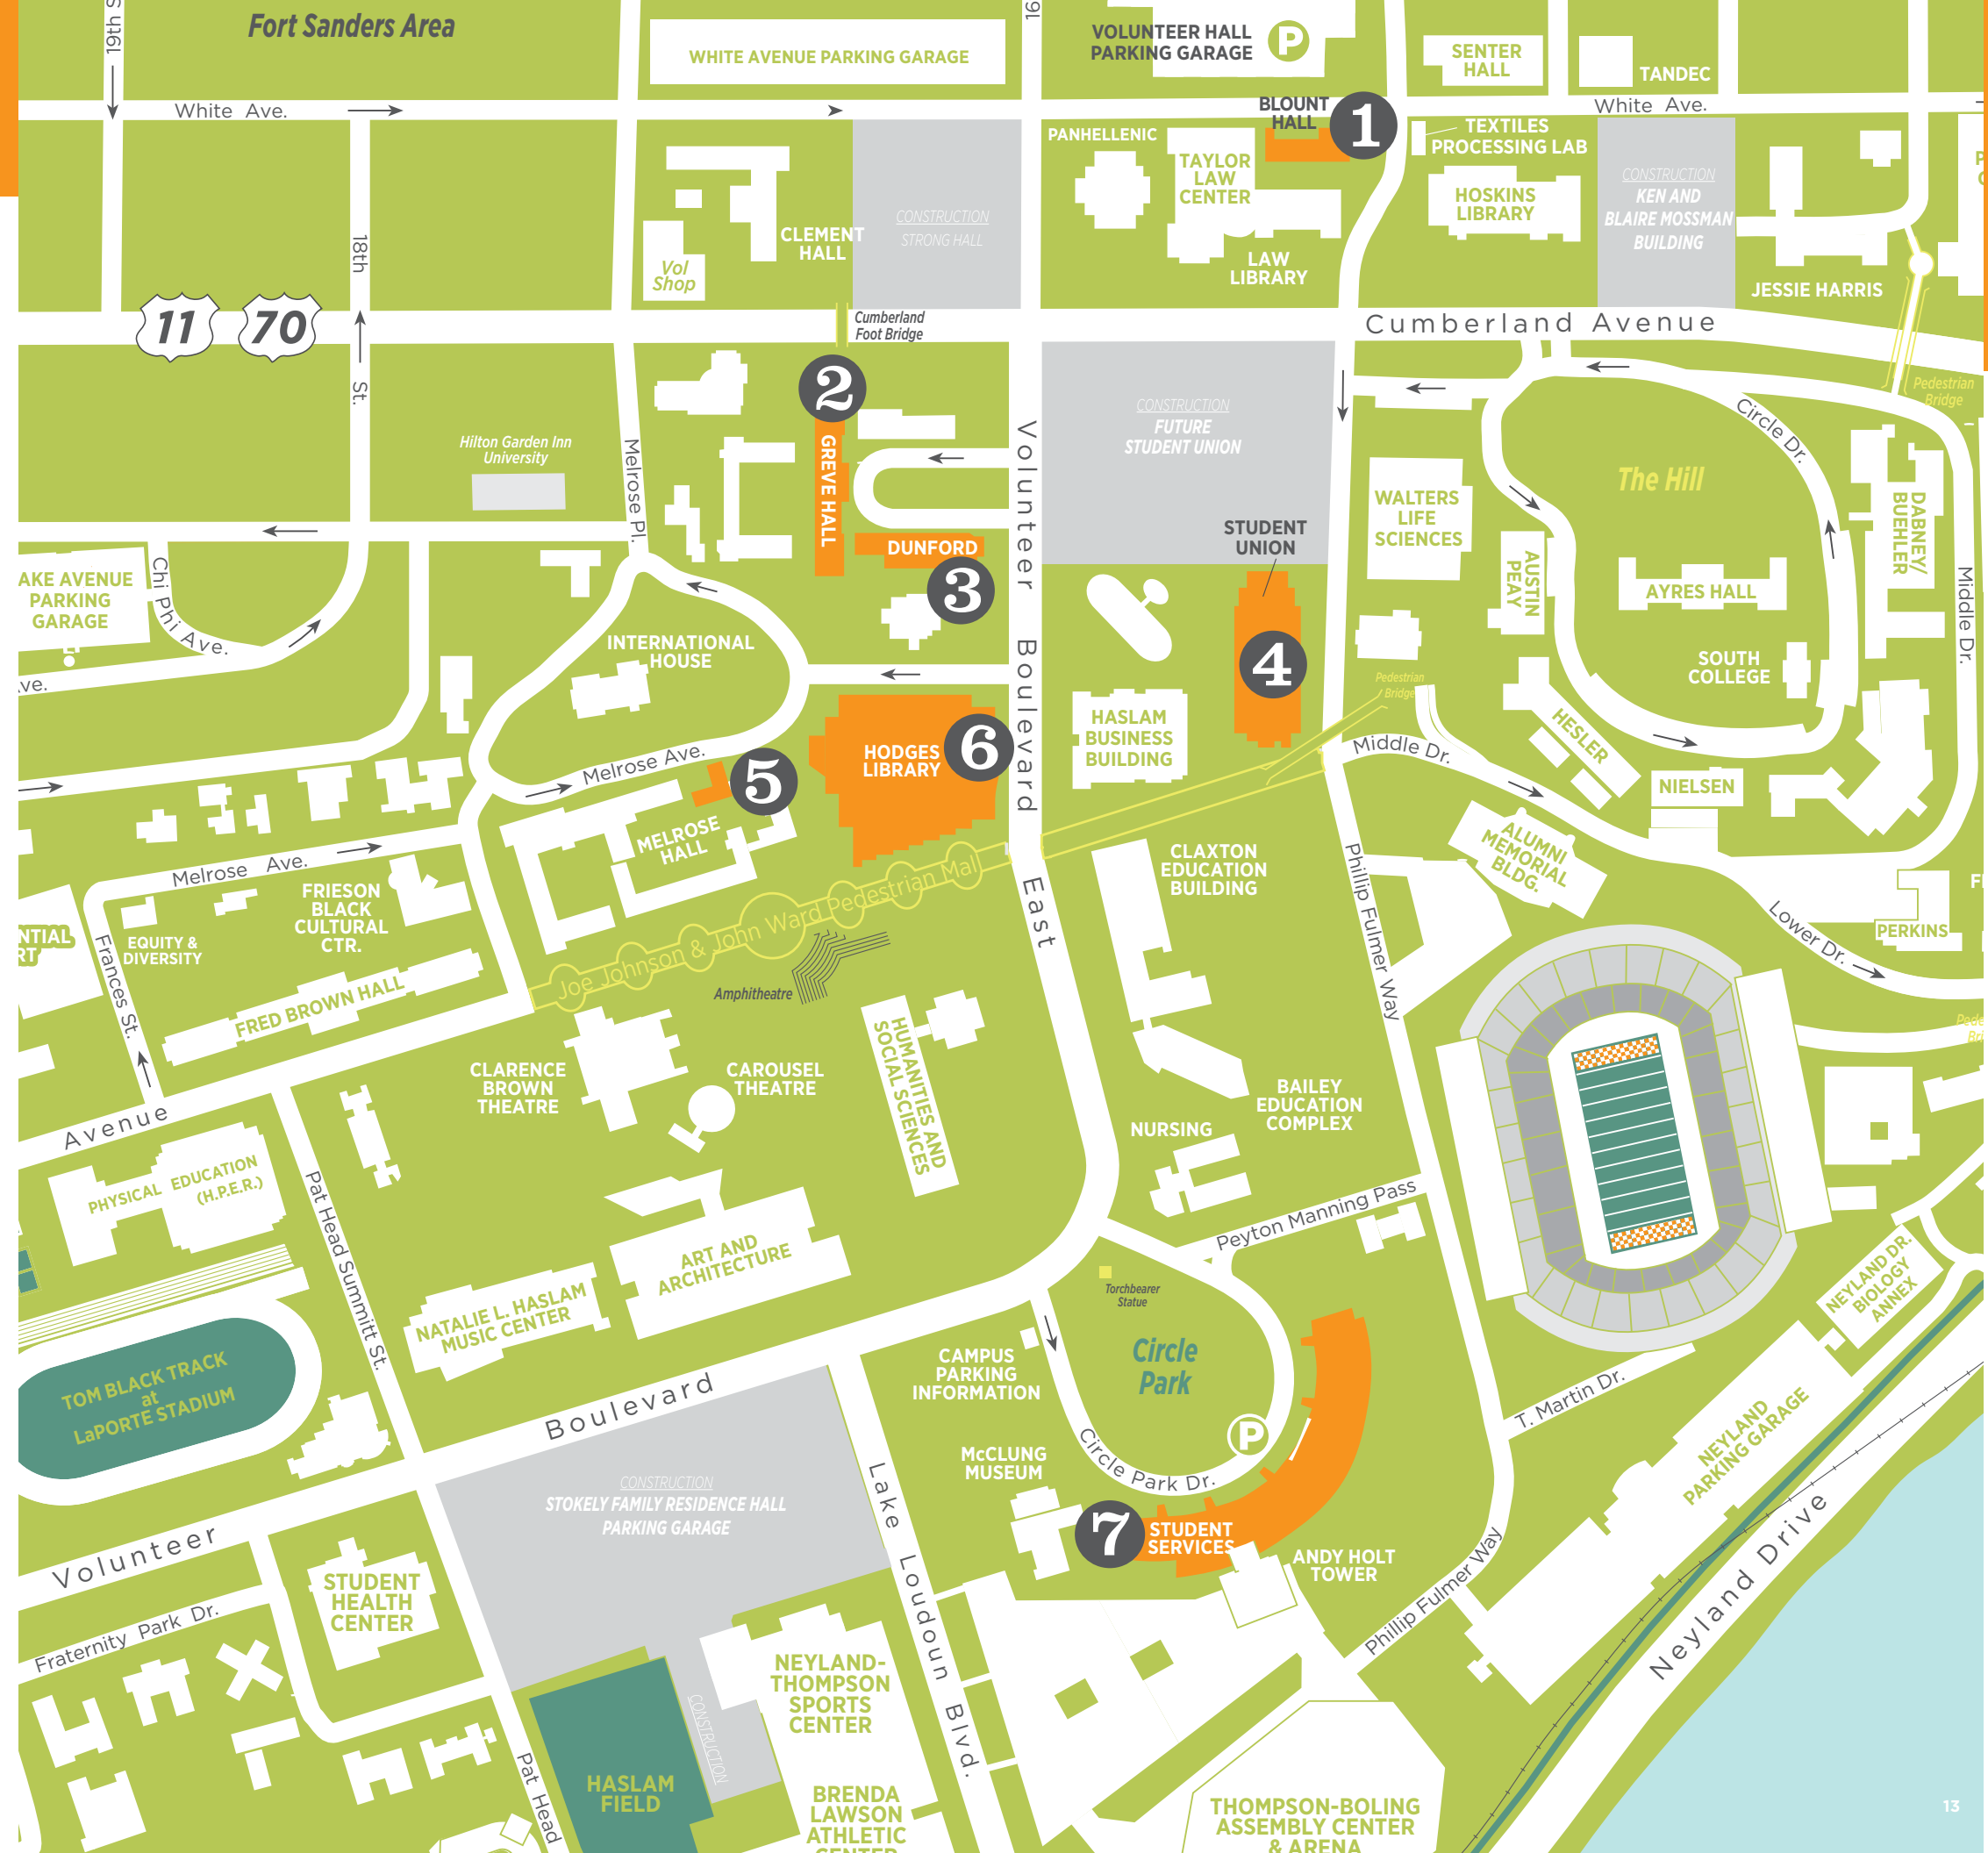 Fort Sanders Area
19th S
WHITE AVENUE PARKING GARAGE
VOLUNTEER HALL
PARKING GARAGE
P
SENTER
HALL
TANDEC
White Ave.
White Ave.
BLOUNT
HALL
1
PANHELLENIC
TAYLOR
LAW
CENTER
TEXTILES
PROCESSING LAB
HOSKINS
LIBRARY
CONSTRUCTION
KEN AND
BLAIRE MOSSMAN
BUILDING
CONSTRUCTION
STRONG HALL
CLEMENT
HALL
Vol
Shop
LAW
LIBRARY
JESSIE HARRIS
18th
St.
11
70
Cumberland
Foot Bridge
Cumberland Avenue
2
GREVE HALL
Hilton Garden Inn
University
Melrose Pl.
CONSTRUCTION
FUTURE
STUDENT UNION
Pedestrian
Bridge
Circle Dr.
The Hill
WALTERS
LIFE
SCIENCES
DABNEY/
BUEHLER
Volunteer Boulevard
DUNFORD
3
STUDENT
UNION
4
AUSTIN
PEAY
AYRES HALL
SOUTH
COLLEGE
Middle Dr.
AKE AVENUE
PARKING
GARAGE
Chi Phi Ave.
ve.
INTERNATIONAL
HOUSE
Pedestrian
Bridge
HESLER
NIELSEN
Middle Dr.
HASLAM
BUSINESS
BUILDING
HODGES
LIBRARY
6
Melrose Ave.
5
MELROSE
HALL
ALUMNI
MEMORIAL
BLDG.
Melrose Ave.
FRIESON
BLACK
CULTURAL
CTR.
EQUITY &
DIVERSITY
NTIAL
RT
Frances St.
FRED BROWN HALL
Joe Johnson & John Ward Pedestrian Mal
Amphitheatre
East
CLAXTON
EDUCATION
BUILDING
Phillip Fulmer Way
Lower Dr.
PERKINS
CLARENCE
BROWN
THEATRE
CAROUSEL
THEATRE
HUMANITIES AND
SOCIAL SCIENCES
BAILEY
EDUCATION
COMPLEX
NURSING
Avenue
PHYSICAL EDUCATION
(H.P.E.R.)
Pat Head Summitt St.
ART AND
ARCHITECTURE
NATALIE L. HASLAM
MUSIC CENTER
Peyton Manning Pass
Torchbearer
Statue
Circle
Park
NEYLAND DR.
BIOLOGY
ANNEX
TOM BLACK TRACK
at
LaPORTE STADIUM
CAMPUS
PARKING
INFORMATION
P
Circle Park Dr.
T. Martin Dr.
NEYLAND
PARKING GARAGE
Boulevard
Volunteer
McCLUNG
MUSEUM
7
STUDENT
SERVICES
ANDY HOLT
TOWER
CONSTRUCTION
STOKELY FAMILY RESIDENCE HALL
PARKING GARAGE
Lake Loudoun Blvd.
Phillip Fulmer Way
Neyland Drive
STUDENT
HEALTH
CENTER
Fraternity Park Dr.
NEYLAND-
THOMPSON
SPORTS
CENTER
CONSTRUCTION
HASLAM
FIELD
Pat Head
BRENDA
LAWSON
ATHLETIC
CENTER
THOMPSON-BOLING
ASSEMBLY CENTER
& ARENA
13